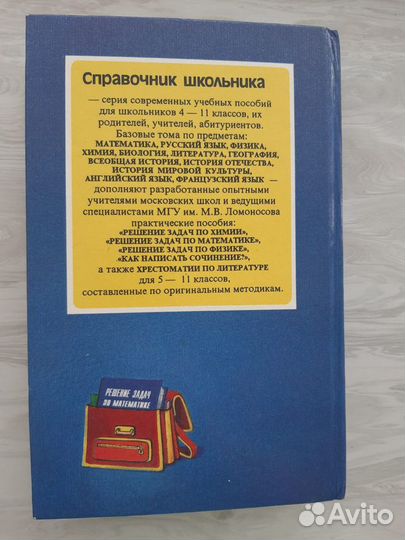 Справочник школьника
— серия современных учебных пособий
для школьников 4 — 11 классов, их
родителей, учителей, абитуриентов.
Базовые тома по предметам:
МАТЕМАТИКА, РУССКИЙ ЯЗЫК, ФИЗИКА,
ХИМИЯ, БИОЛОГИЯ, ЛИТЕРАТУРА, ГЕОГРАФИЯ,
ВСЕОБЩАЯ ИСТОРИЯ, ИСТОРИЯ ОТЕЧЕСТВА,
ИСТОРИЯ МИРОВОЙ КУЛЬТУРЫ,
АНГЛИЙСКИЙ ЯЗЫК, ФРАНЦУЗСКИЙ ЯЗЫК —
дополняют разработанные опытными
учителями московских школ и ведущими
специалистами МГУ им. М.В. Ломоносова
практические пособия:
«РЕШЕНИЕ ЗАДАЧ ПО ХИМИИ»,
«РЕШЕНИЕ ЗАДАЧ ПО МАТЕМАТИКЕ»,
«РЕШЕНИЕ ЗАДАЧ ПО ФИЗИКЕ»,
«КАК НАПИСАТЬ СОЧИНЕНИЕ?»,
а также ХРЕСТОМАТИИ ПО ЛИТЕРАТУРЕ
для 5 — 11 классов,
составленные по оригинальным методикам.
РЕШЕНИЕ ЗАДАЧ
ПО МАТЕМАТИКЕ
Avito